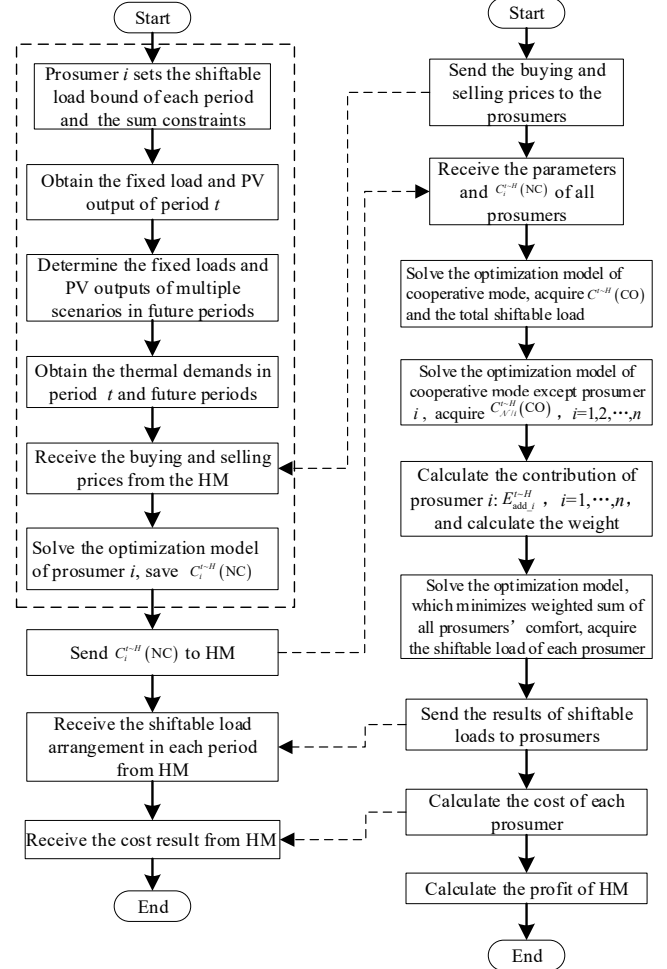 Start
Prosumer i sets the shiftable
load bound of each period
and the sum constraints
Obtain the fixed load and PV
output of period t
Determine the fixed loads and
PV outputs of multiple
scenarios in future periods
Obtain the thermal demands in
period t and future periods
Receive the buying and selling
prices from the HM
Solve the optimization model
of prosumer i, save C_i^{t~H}(NC)
Send C_i^{t~H}(NC) to HM
Receive the shiftable load
arrangement in each period
from HM
Receive the cost result from HM
End
Start
Send the buying and
selling prices to the
prosumers
Receive the parameters
and C_i^{t~H}(NC) of all
prosumers
Solve the optimization model of
cooperative mode, acquire C^{t~H}(CO)
and the total shiftable load
Solve the optimization model of
cooperative mode except prosumer
i , acquire C_{𝒩/i}^{t~H}(CO) , i=1,2,⋯,n
Calculate the contribution of
prosumer i: E_{add_i}^{t~H} , i=1,⋯,n,
and calculate the weight
Solve the optimization model,
which minimizes weighted sum of
all prosumers’ comfort, acquire
the shiftable load of each prosumer
Send the results of shiftable
loads to prosumers
Calculate the cost of each
prosumer
Calculate the profit of HM
End